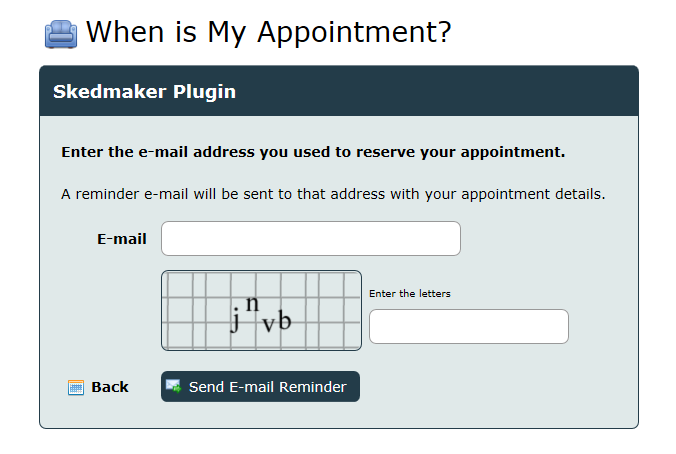 When is My Appointment?
Skedmaker Plugin
Enter the e-mail address you used to reserve your appointment.
A reminder e-mail will be sent to that address with your appointment details.
E-mail
j n v b
Enter the letters
Back
Send E-mail Reminder